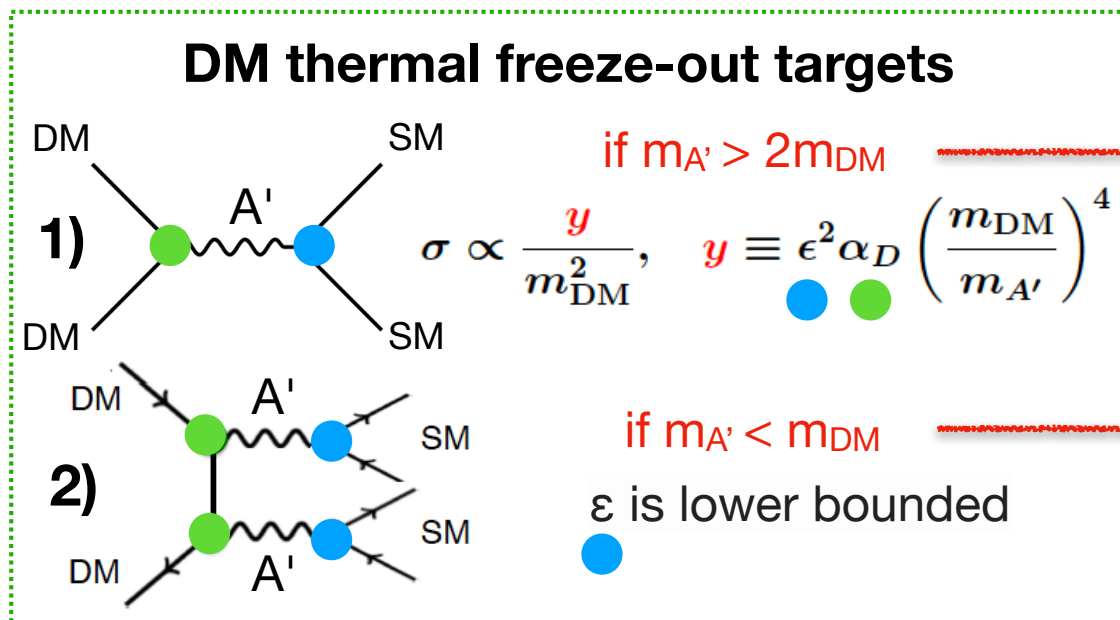 DM thermal freeze-out targets
DM
SM
if mA' > 2mDM
A'
1)
σ ∝ y / m²DM, y ≡ ϵ²αD (mDM / mA')⁴
DM
SM
DM
A'
SM
if mA' < mDM
2)
ε is lower bounded
SM
DM
A'